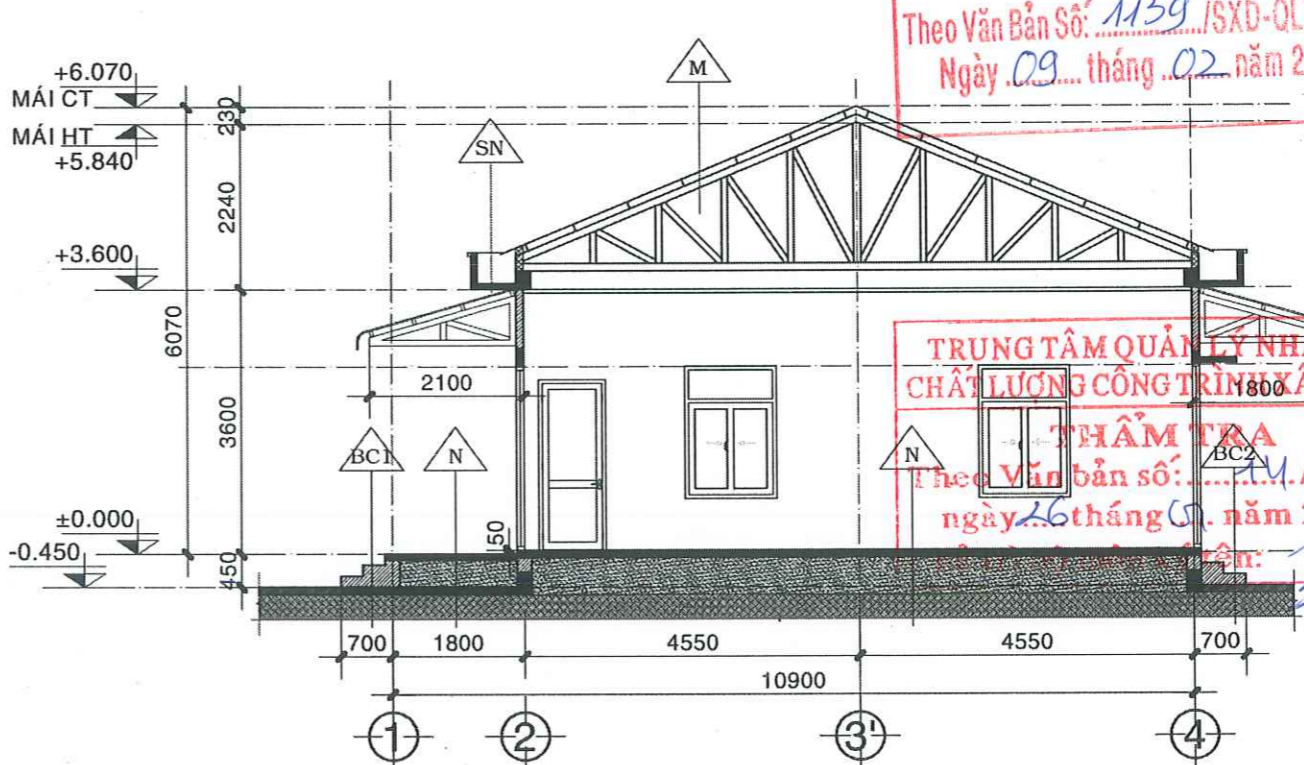 Theo Văn Bản Số: 1139 /SXD-QL
Ngày 09 tháng 02 năm 2
+6.070
MÁI CT
MÁI HT
+5.840
230
M
SN
2240
+3.600
6070
3600
2100
1800
TRUNG TÂM QUẢN LÝ NH
CHẤT LƯỢNG CÔNG TRÌNH XÂ
THẨM TRA
Theo Văn bản số: 14
ngày 26 tháng năm
tên:
BC1
N
N
BC2
±0.000
-0.450
450
50
700
1800
4550
4550
700
10900
1
2
3'
4